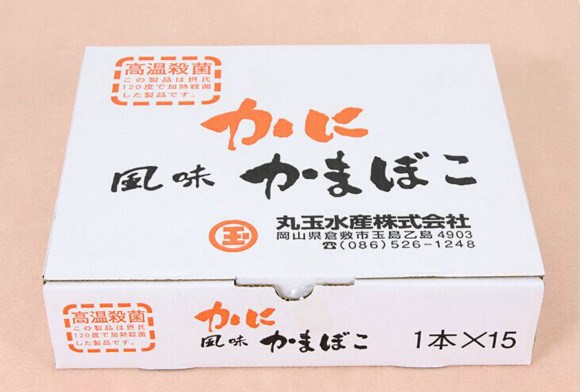 高温殺菌
この製品は摂氏
120度で加熱殺菌
した製品です。
かに
風味 かまぼこ
玉
丸玉水産株式会社
岡山県倉敷市玉島乙島4903
☎(086)526-1248
高温殺菌
この製品は摂氏
120度で加熱殺菌
した製品です。
かに
風味 かまぼこ
1本×15